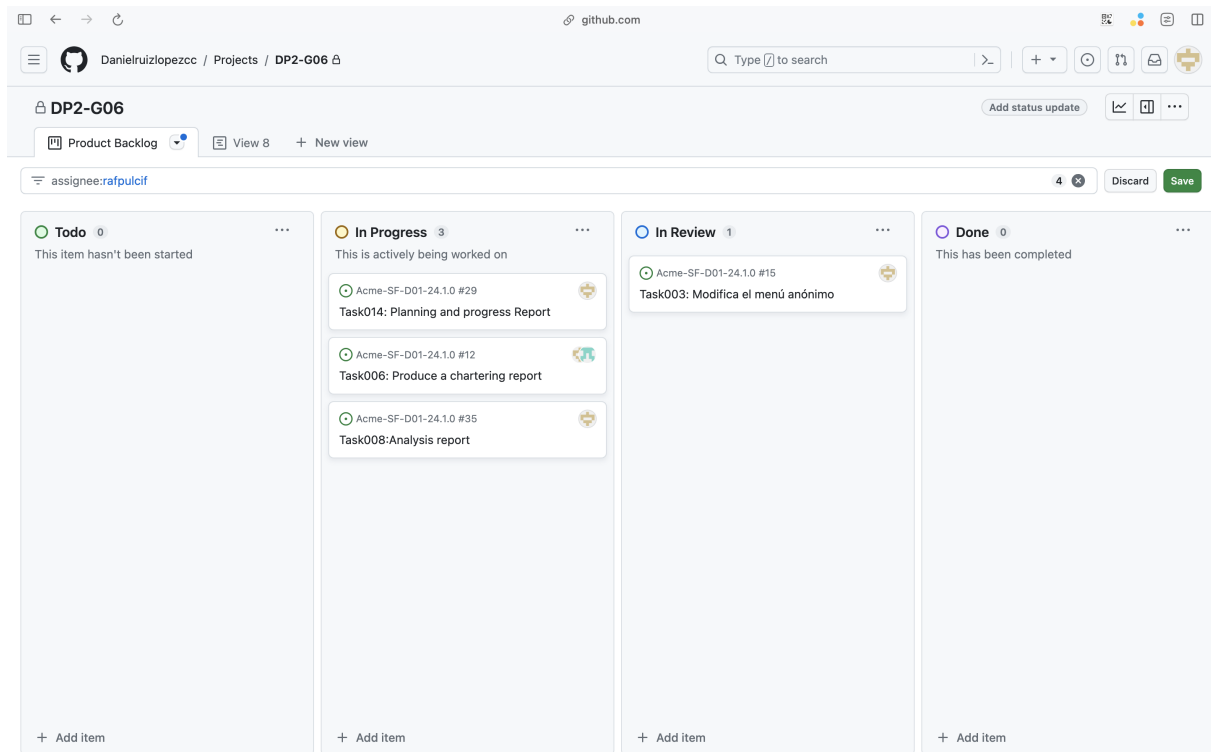 github.com
Danielruizlopezcc / Projects / DP2-G06
Type / to search
DP2-G06
Add status update
Product Backlog
View 8
New view
assignee:rafpulcif
4
Discard
Save
Todo 0
This item hasn't been started
In Progress 3
This is actively being worked on
Acme-SF-D01-24.1.0 #29
Task014: Planning and progress Report
Acme-SF-D01-24.1.0 #12
Task006: Produce a chartering report
Acme-SF-D01-24.1.0 #35
Task008:Analysis report
In Review 1
Acme-SF-D01-24.1.0 #15
Task003: Modifica el menú anónimo
Done 0
This has been completed
Add item
Add item
Add item
Add item